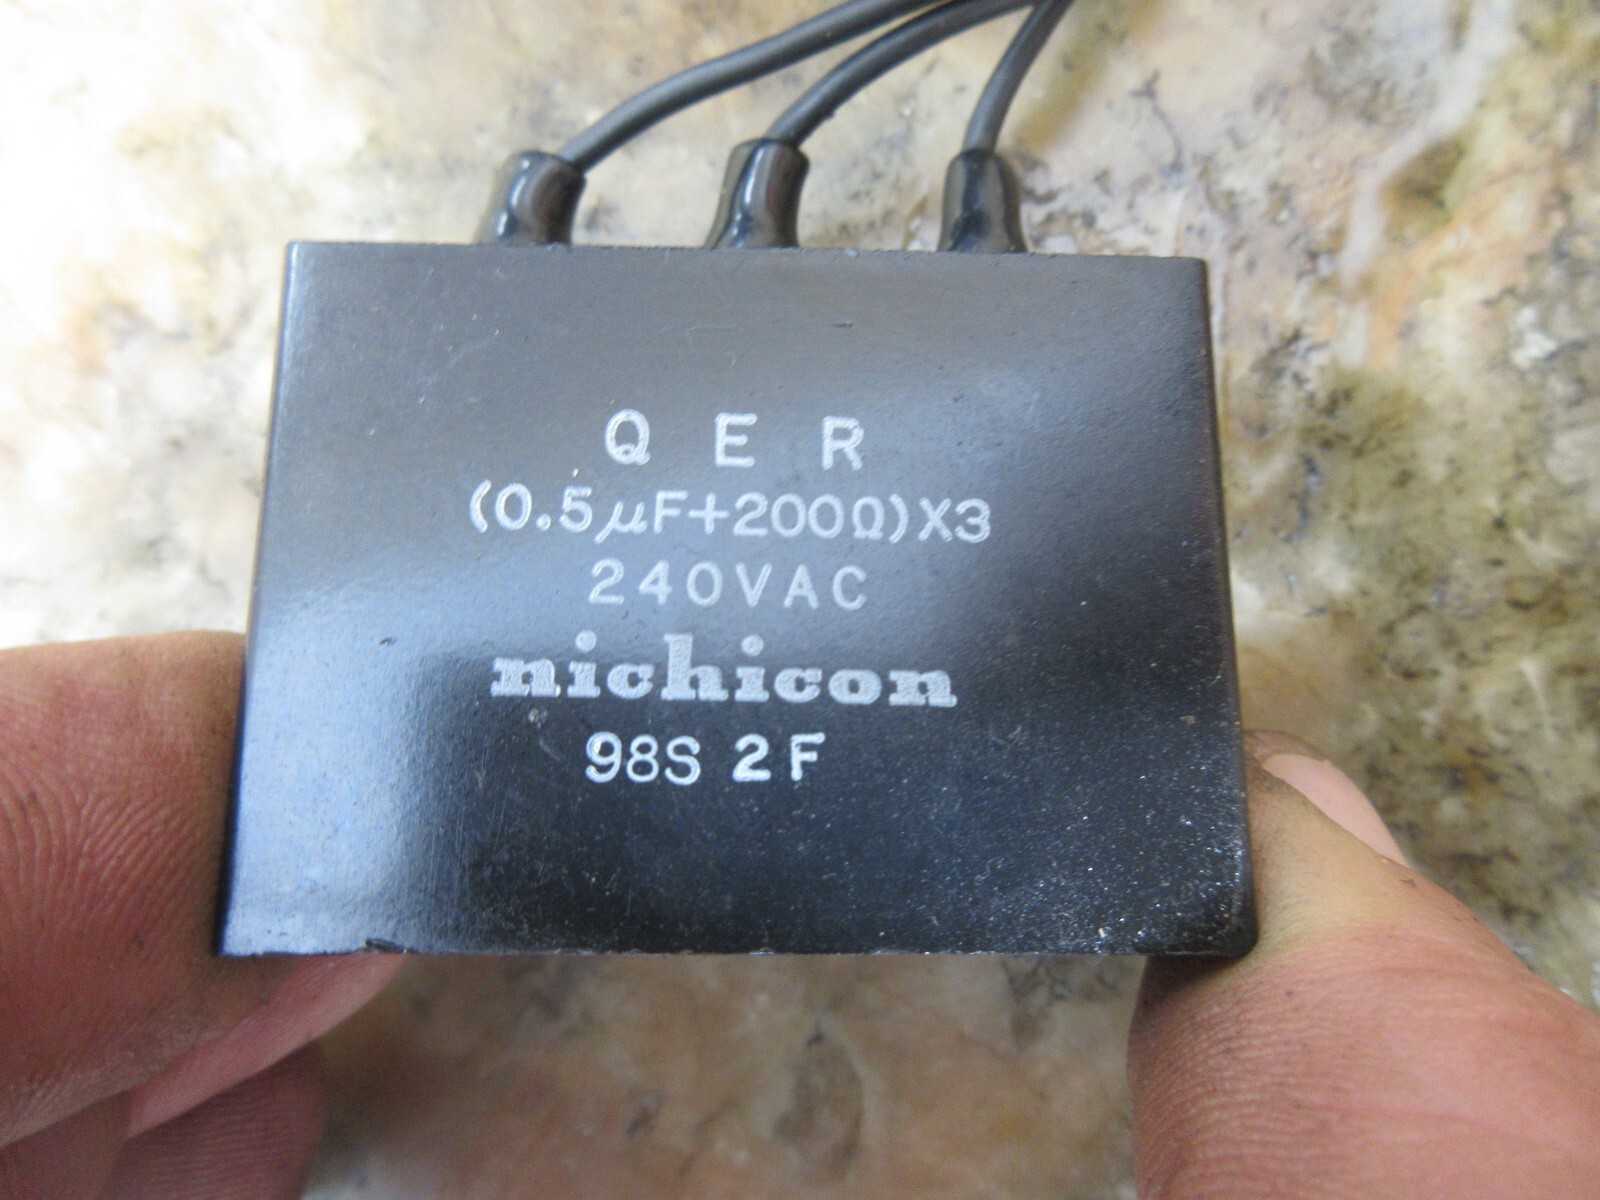 Q E R
(0.5μF+200Ω)X3
240VAC
nichicon
98S 2F